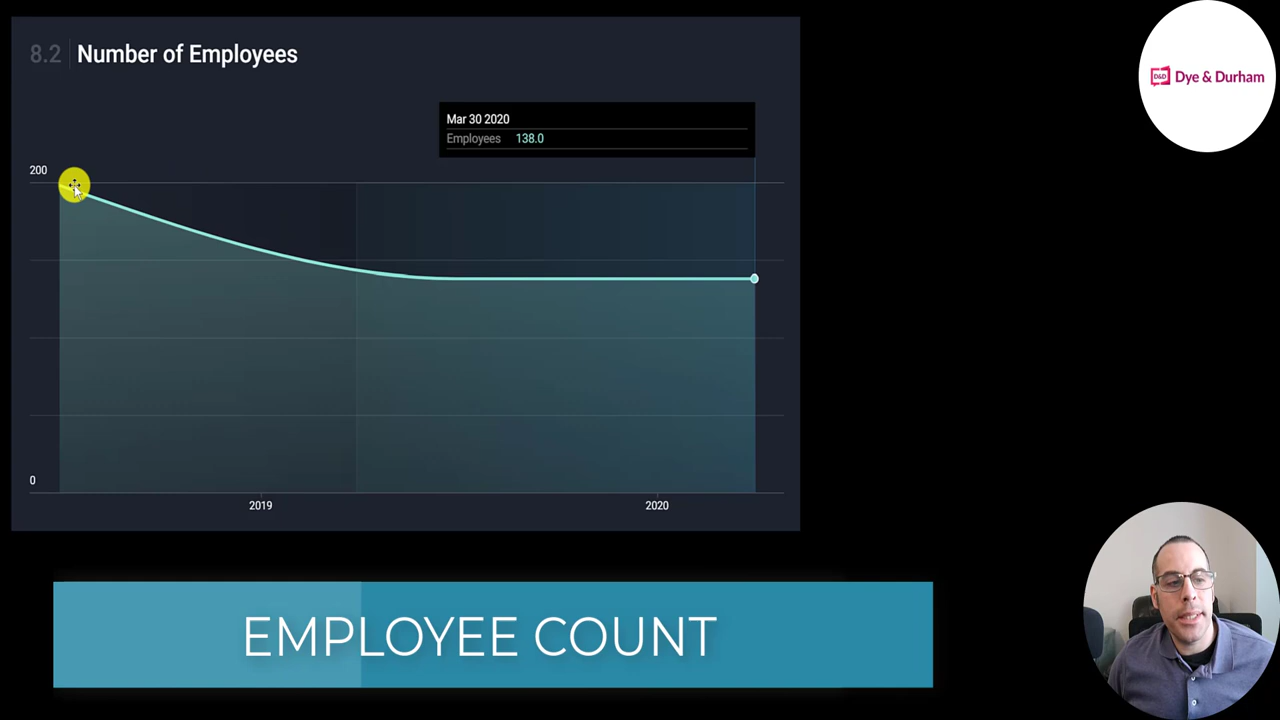 8.2 Number of Employees
D&D Dye & Durham
Mar 30 2020
Employees 138.0
200
0
2019 2020
EMPLOYEE COUNT